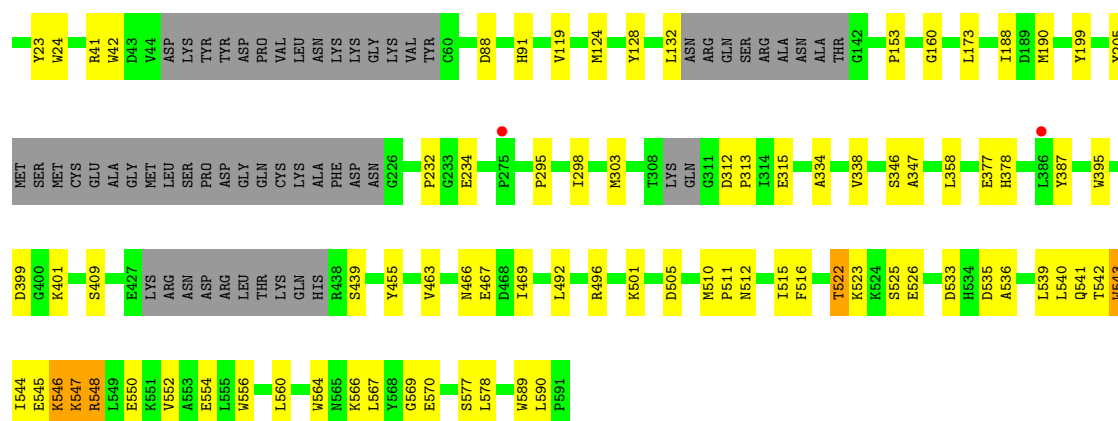 Y23 W24 R41 W42 D43 V44 ASP LYS TYR TYR ASP PRO VAL LEU ASN LYS LYS GLY LYS VAL TYR C60 D88 H91 V119 M124 Y128 L132 ASN ARG GLN SER ARG ALA ASN ALA THR G142 P153 G160 L173 I188 D189 M190 Y199
MET SER MET CYS GLU ALA GLY MET LEU SER PRO ASP GLY GLN CYS LYS ALA PHE ASP ASN G226 P232 G233 E234 P275 P295 I298 M303 T308 LYS GLN G311 D312 P313 I314 E315 A334 V338 S346 A347 L358 E377 H378 L386 Y387 W395
D399 G400 K401 S409 E427 LYS ARG ASN ASP ARG LEU THR LYS GLN HIS R438 S439 Y455 V463 N466 E467 D468 I469 L492 R496 K501 D505 M510 P511 N512 I515 F516 T522 K523 K524 S525 E526 D533 H534 D535 A536 L539 L540 Q541 T542 W543
I544 E545 K546 K547 R548 L549 E550 K551 V552 A553 E554 L555 W556 L560 W564 N565 K566 L567 Y568 G569 E570 S577 L578 W589 L590 P591